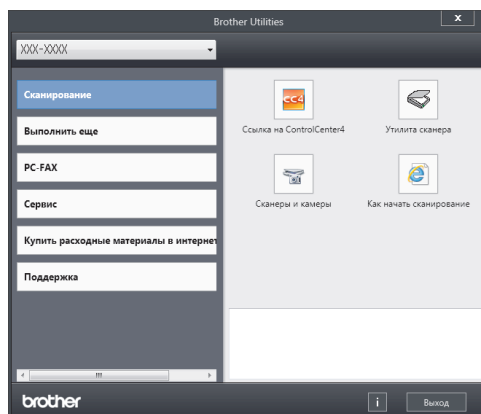 Brother Utilities
X
XXX-XXXX
Сканирование
Выполнить еще
PC-FAX
Сервис
Купить расходные материалы в интернет
Поддержка
CC4
Ссылка на ControlCenter4
Утилита сканера
Сканеры и камеры
Как начать сканирование
brother
i
Выход